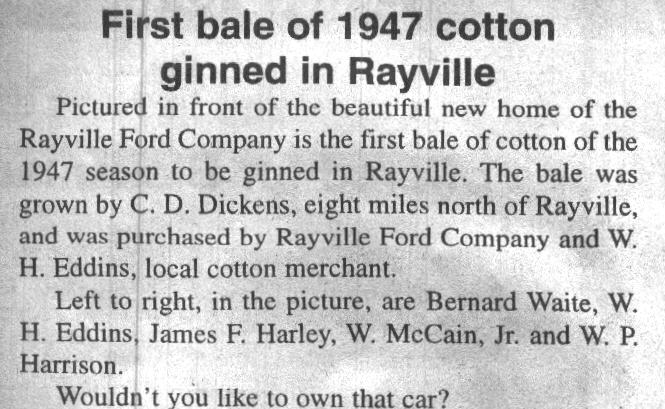 First bale of 1947 cotton
ginned in Rayville
Pictured in front of the beautiful new home of the
Rayville Ford Company is the first bale of cotton of the
1947 season to be ginned in Rayville. The bale was
grown by C. D. Dickens, eight miles north of Rayville,
and was purchased by Rayville Ford Company and W.
H. Eddins, local cotton merchant.
Left to right, in the picture, are Bernard Waite, W.
H. Eddins, James F. Harley, W. McCain, Jr. and W. P.
Harrison.
Wouldn't you like to own that car?